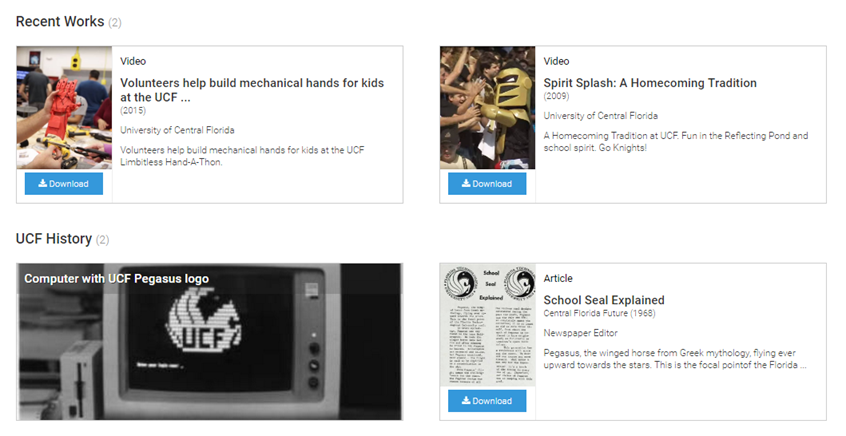 Recent Works (2)
Video
Volunteers help build mechanical hands for kids
at the UCF ...
(2015)
University of Central Florida
Volunteers help build mechanical hands for kids at the UCF
Limbitless Hand-A-Thon.
Download
Video
Spirit Splash: A Homecoming Tradition
(2009)
University of Central Florida
A Homecoming Tradition at UCF. Fun in the Reflecting Pond and
school spirit. Go Knights!
Download
UCF History (2)
Computer with UCF Pegasus logo
UCF
School
Seal
Explained
Article
School Seal Explained
Central Florida Future (1968)
Newspaper Editor
Pegasus, the winged horse from Greek mythology, flying ever
upward towards the stars. This is the focal pointof the Florida ...
Download